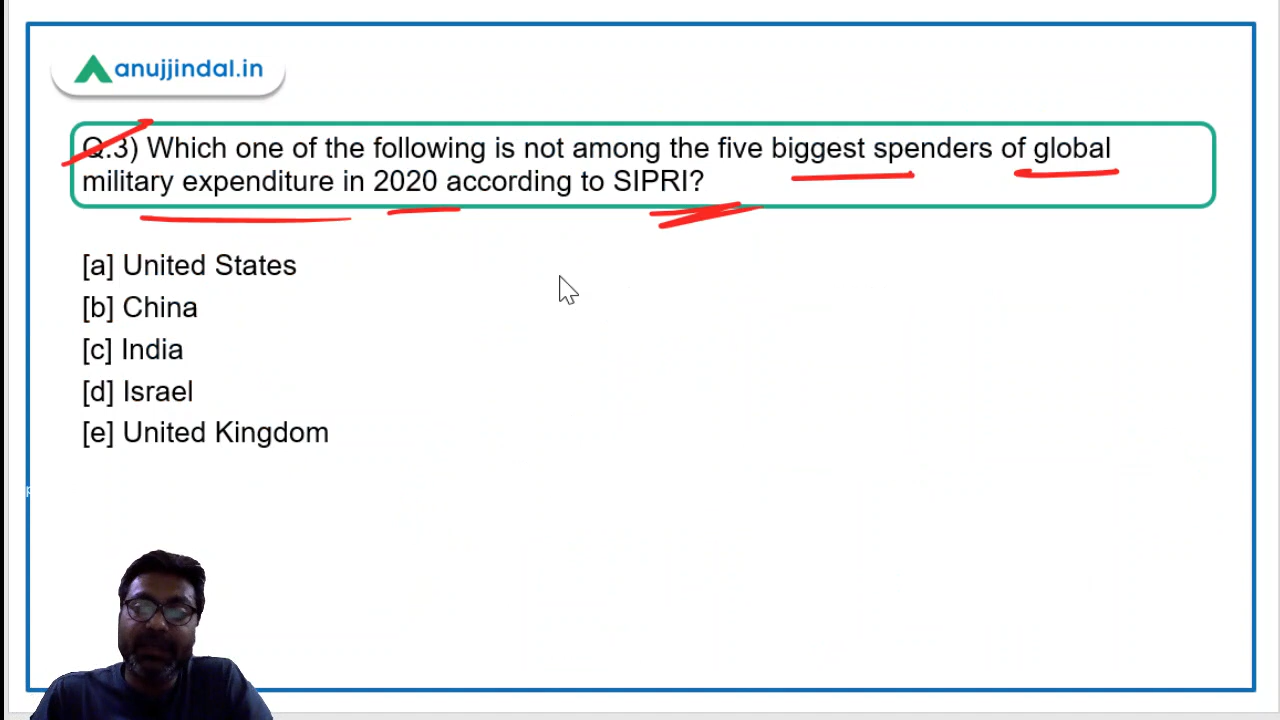 anujjindal.in
Q.3) Which one of the following is not among the five biggest spenders of global
military expenditure in 2020 according to SIPRI?
[a] United States
[b] China
[c] India
[d] Israel
[e] United Kingdom